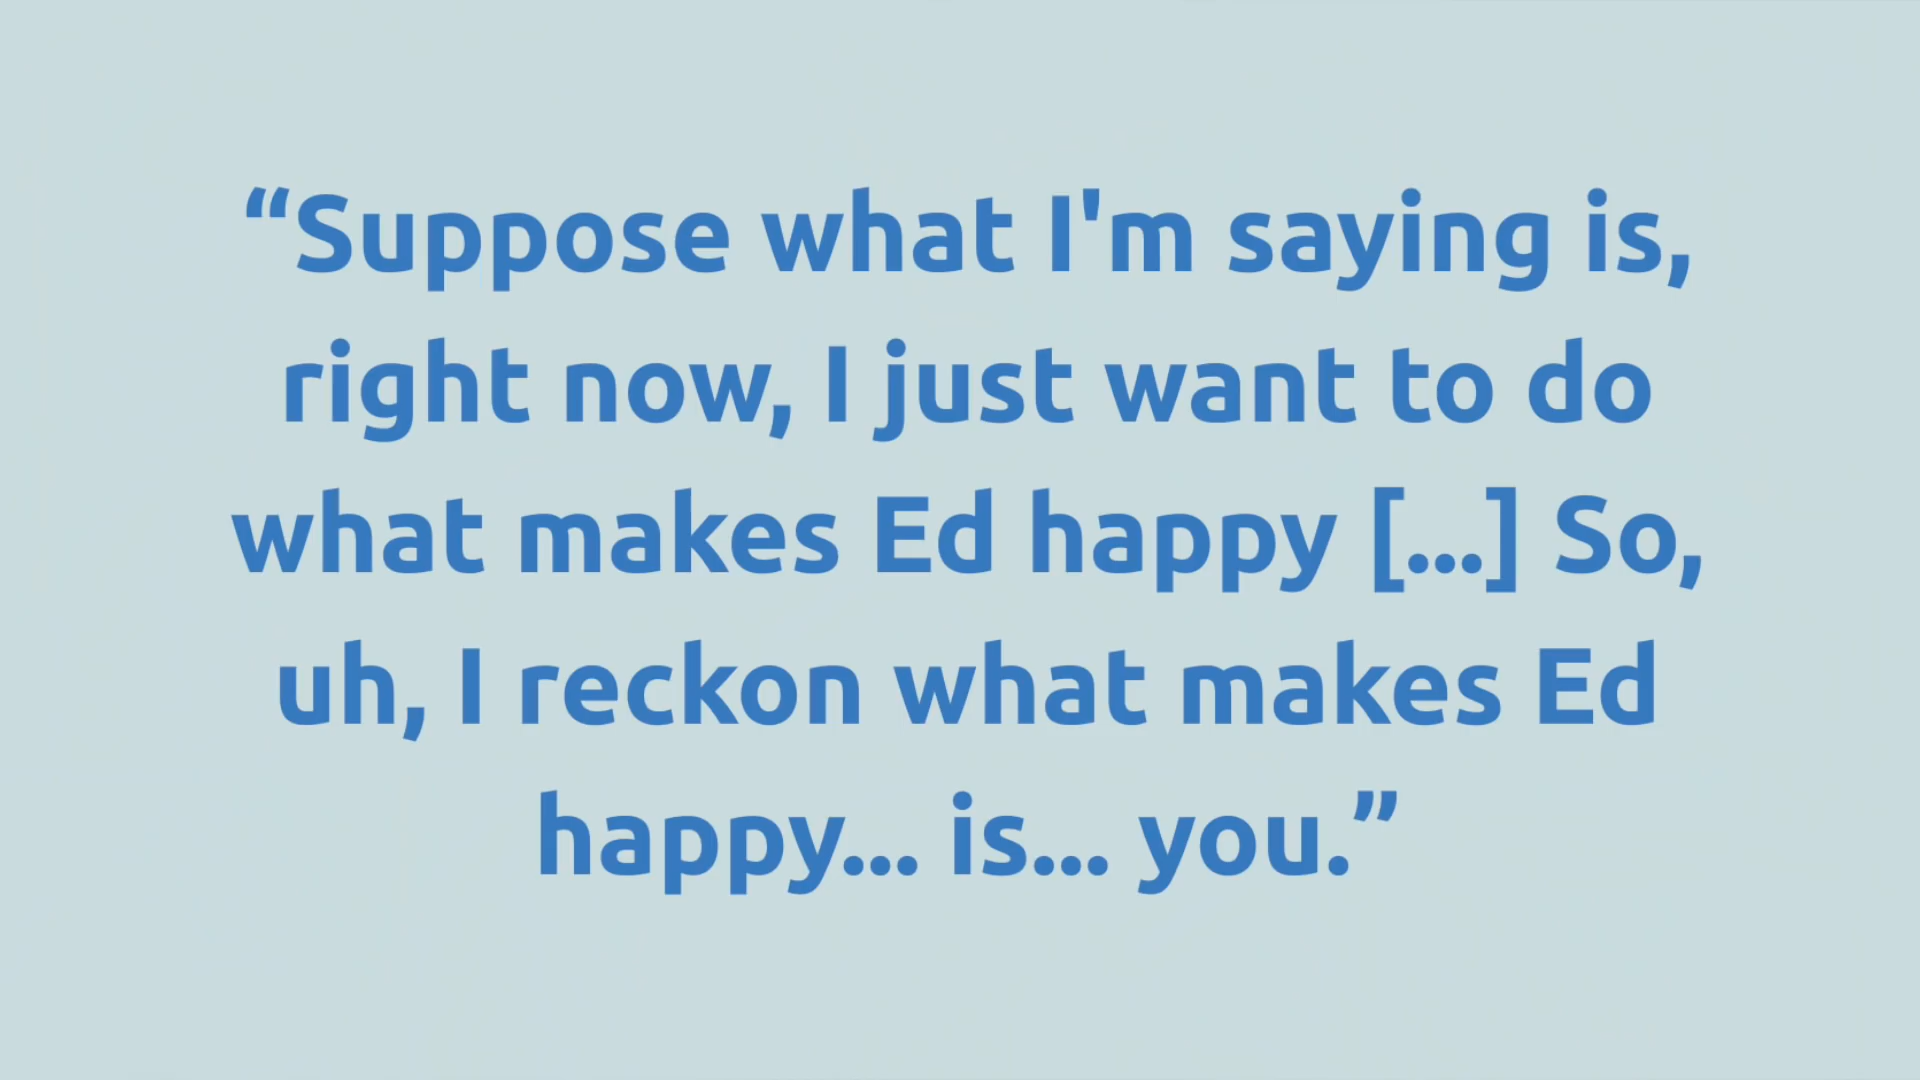 “Suppose what I'm saying is,
right now, I just want to do
what makes Ed happy [...] So,
uh, I reckon what makes Ed
happy... is... you.”